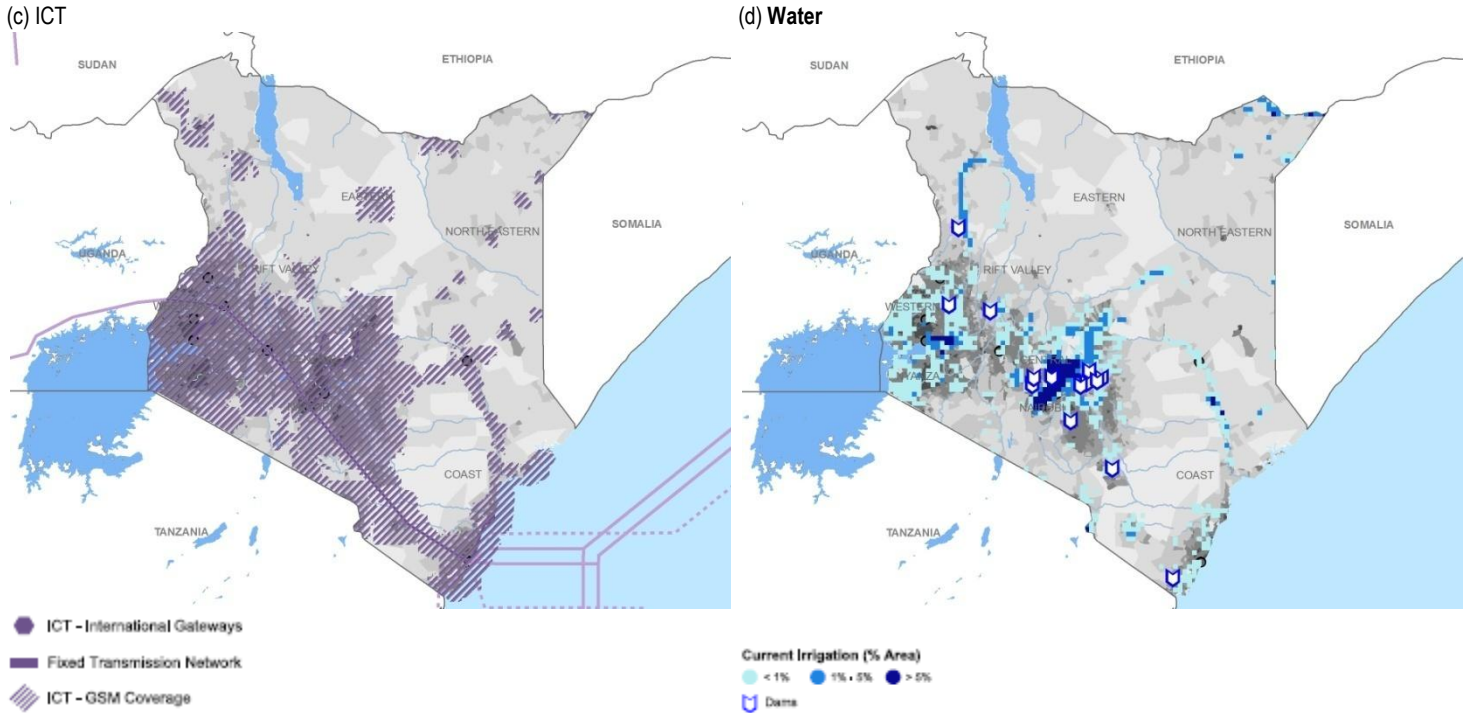 (c) ICT
(d) Water
SUDAN
ETHIOPIA
EASTERN
NORTH EASTERN
SOMALIA
UGANDA
RIFT VALLEY
COAST
TANZANIA
ICT - International Gateways
Fixed Transmission Network
ICT - GSM Coverage
SUDAN
ETHIOPIA
EASTERN
NORTH EASTERN
SOMALIA
UGANDA
RIFT VALLEY
WESTERN
CENTRAL
NYANZA
NAIROBI
COAST
TANZANIA
Current Irrigation (% Area)
< 1% 1% - 5% > 5%
Dams